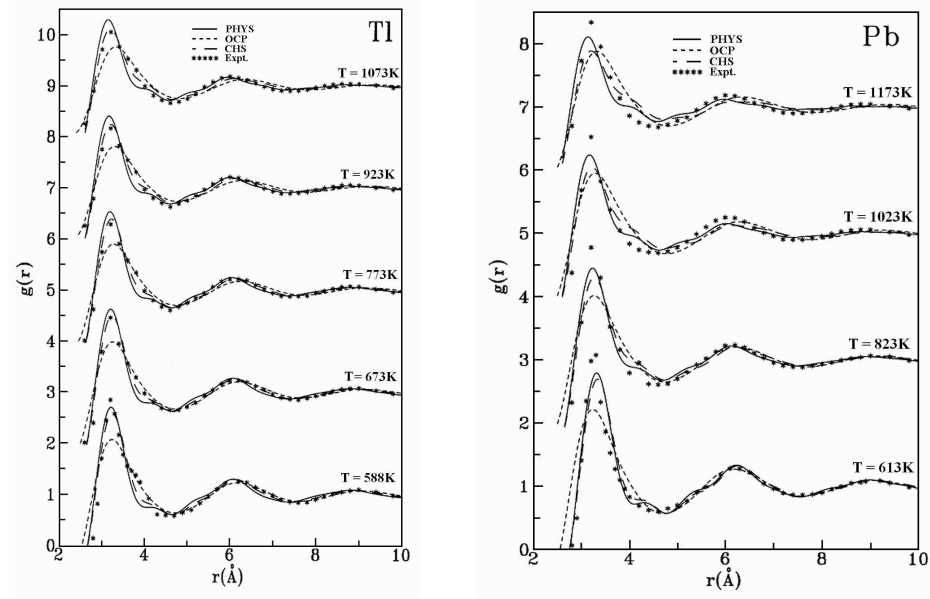 Tl
PHYS
OCP
CHS
***** Expt.
10
9
8
7
6
5
4
3
2
1
0
T = 1073K
T = 923K
T = 773K
T = 673K
T = 588K
g(r)
2 4 6 8 10
r(Å)
Pb
PHYS
OCP
CHS
***** Expt.
8
7
6
5
4
3
2
1
0
T = 1173K
T = 1023K
T = 823K
T = 613K
g(r)
2 4 6 8 10
r(Å)